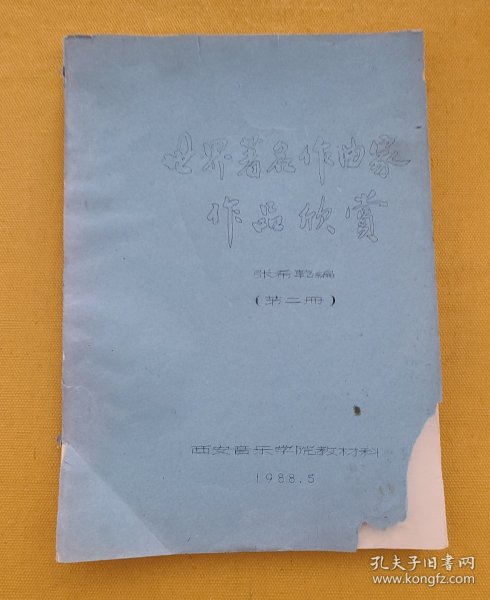 世界著名作曲家
作品欣赏
张希乾编
（第二册）
西安音乐学院教材科
1988.5
孔夫子旧书网
www.kongfz.com